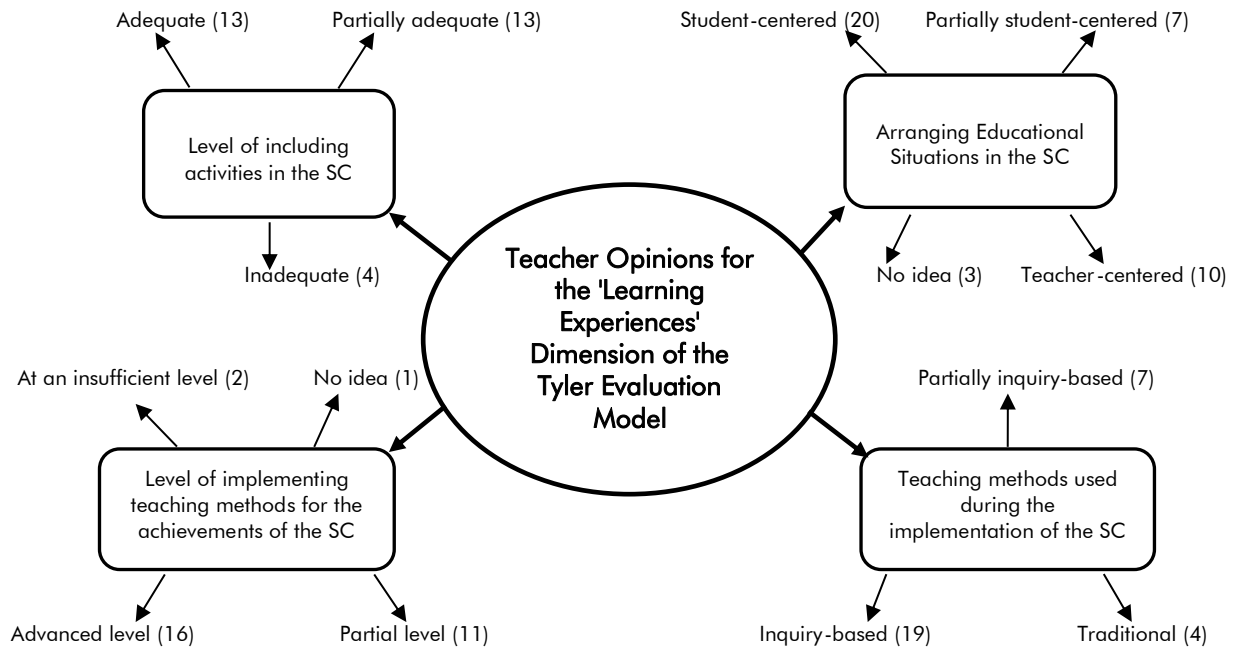 Adequate (13)
Partially adequate (13)
Level of including
activities in the SC
Inadequate (4)
Student-centered (20)
Partially student-centered (7)
Arranging Educational
Situations in the SC
No idea (3)
Teacher-centered (10)
Teacher Opinions for
the 'Learning
Experiences'
Dimension of the
Tyler Evaluation
Model
At an insufficient level (2)
No idea (1)
Level of implementing
teaching methods for the
achievements of the SC
Advanced level (16)
Partial level (11)
Partially inquiry-based (7)
Teaching methods used
during the
implementation of the SC
Inquiry-based (19)
Traditional (4)